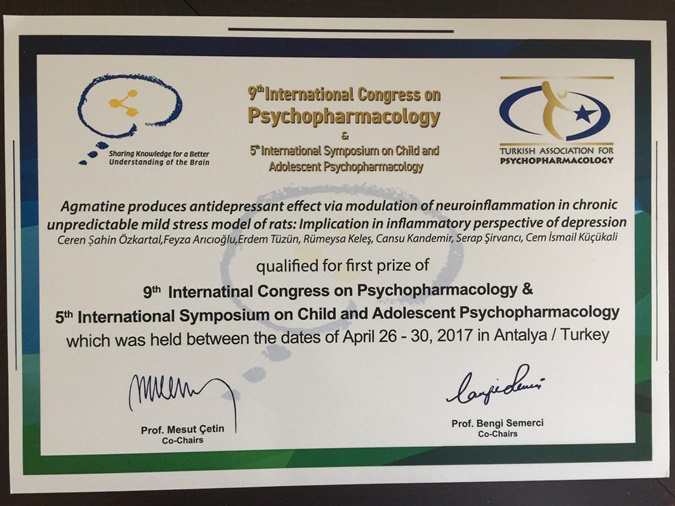 Sharing Knowledge for a Better
Understanding of the Brain
9th International Congress on
Psychopharmacology
&
5th International Symposium on Child and
Adolescent Psychopharmacology
TURKISH ASSOCIATION FOR
PSYCHOPHARMACOLOGY
Agmatine produces antidepressant effect via modulation of neuroinflammation in chronic
unpredictable mild stress model of rats: Implication in inflammatory perspective of depression
Ceren Şahin Özkartal,Feyza Arıcıoğlu,Erdem Tüzün, Rümeysa Keleş, Cansu Kandemir, Serap Şirvancı, Cem İsmail Küçükali
qualified for first prize of
9th Internatinal Congress on Psychopharmacology &
5th International Symposium on Child and Adolescent Psychopharmacology
which was held between the dates of April 26 - 30, 2017 in Antalya / Turkey
Prof. Mesut Çetin
Co-Chairs
Prof. Bengi Semerci
Co-Chairs